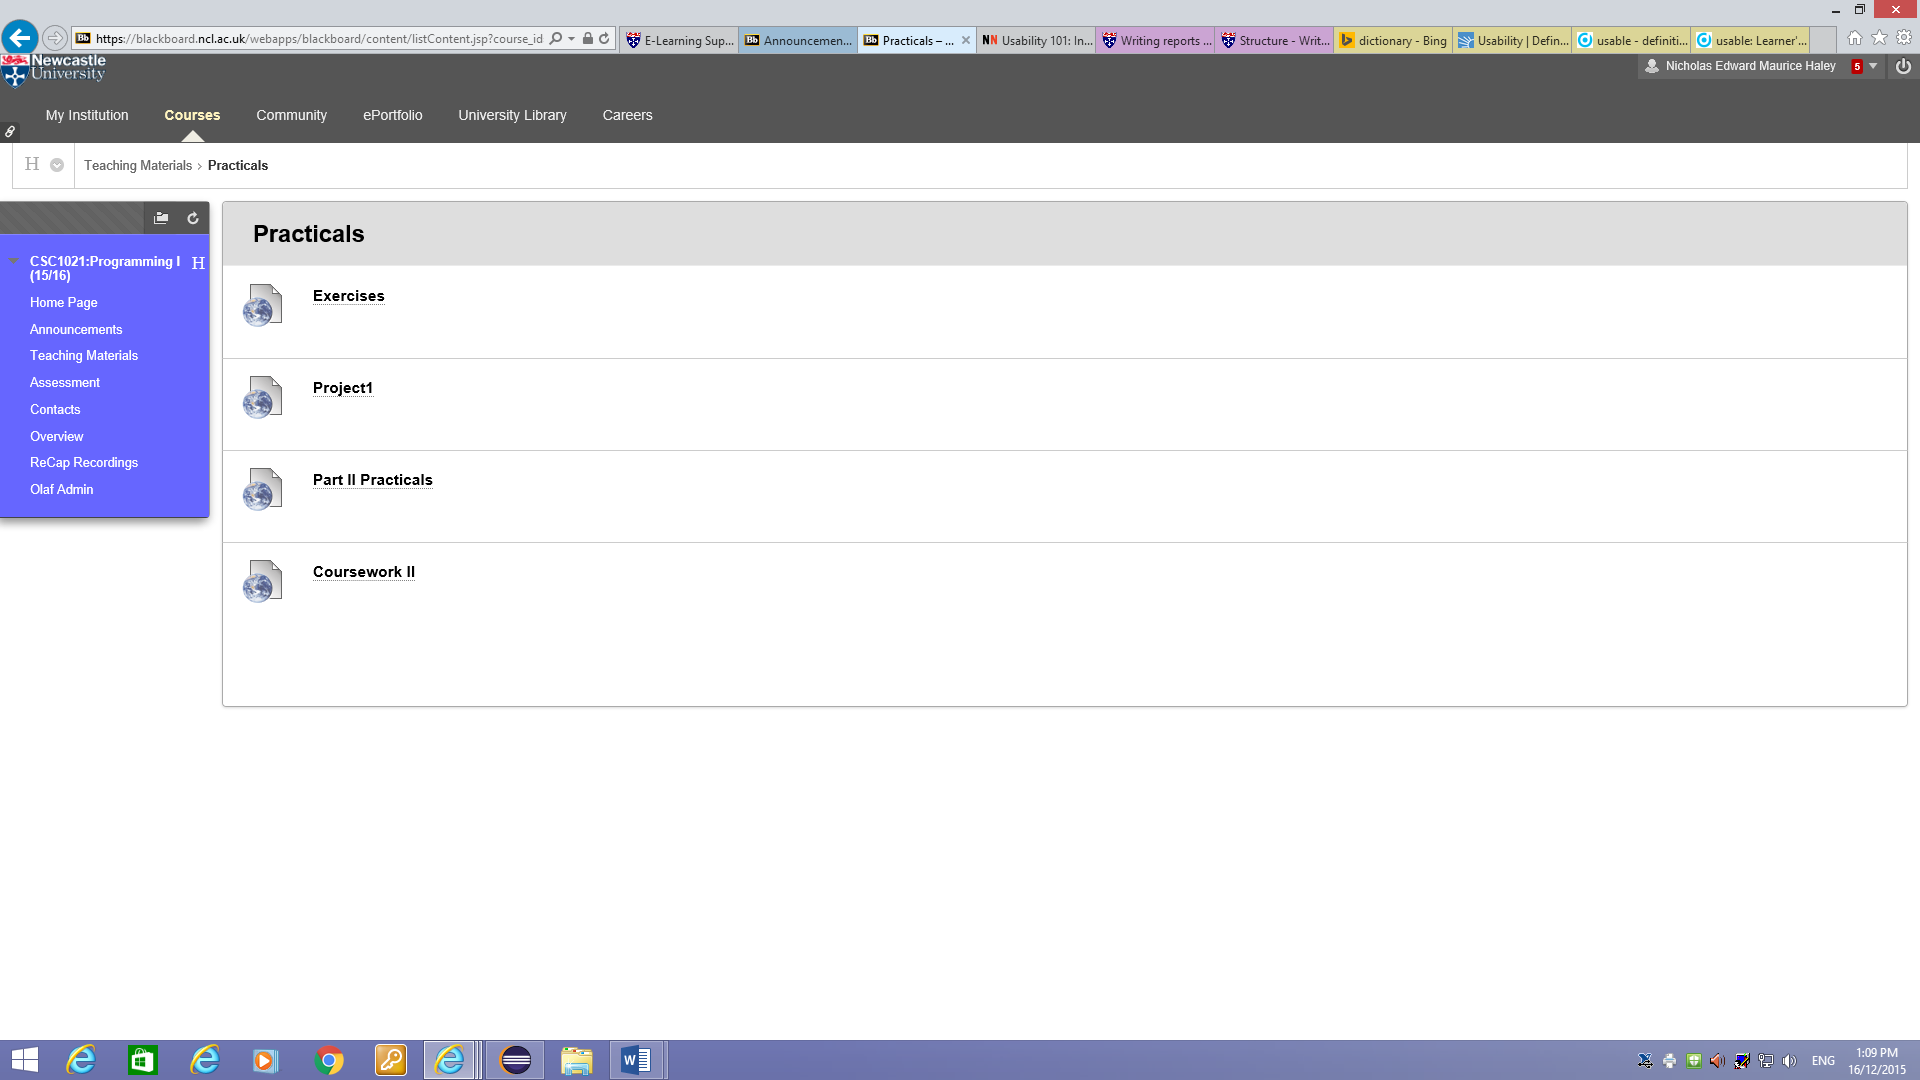 https://blackboard.ncl.ac.uk/webapps/blackboard/content/listContent.jsp?course_id
E-Learning Sup...
Announcemen...
Practicals – ...
Usability 101: In...
Writing reports ...
Structure - Writ...
dictionary - Bing
Usability | Defin...
usable - definiti...
usable: Learner'...
Newcastle
University
Nicholas Edward Maurice Haley
5
My Institution
Courses
Community
ePortfolio
University Library
Careers
H
Teaching Materials › Practicals
CSC1021:Programming I
(15/16)
H
Home Page
Announcements
Teaching Materials
Assessment
Contacts
Overview
ReCap Recordings
Olaf Admin
Practicals
Exercises
Project1
Part II Practicals
Coursework II
ENG
1:09 PM
16/12/2015